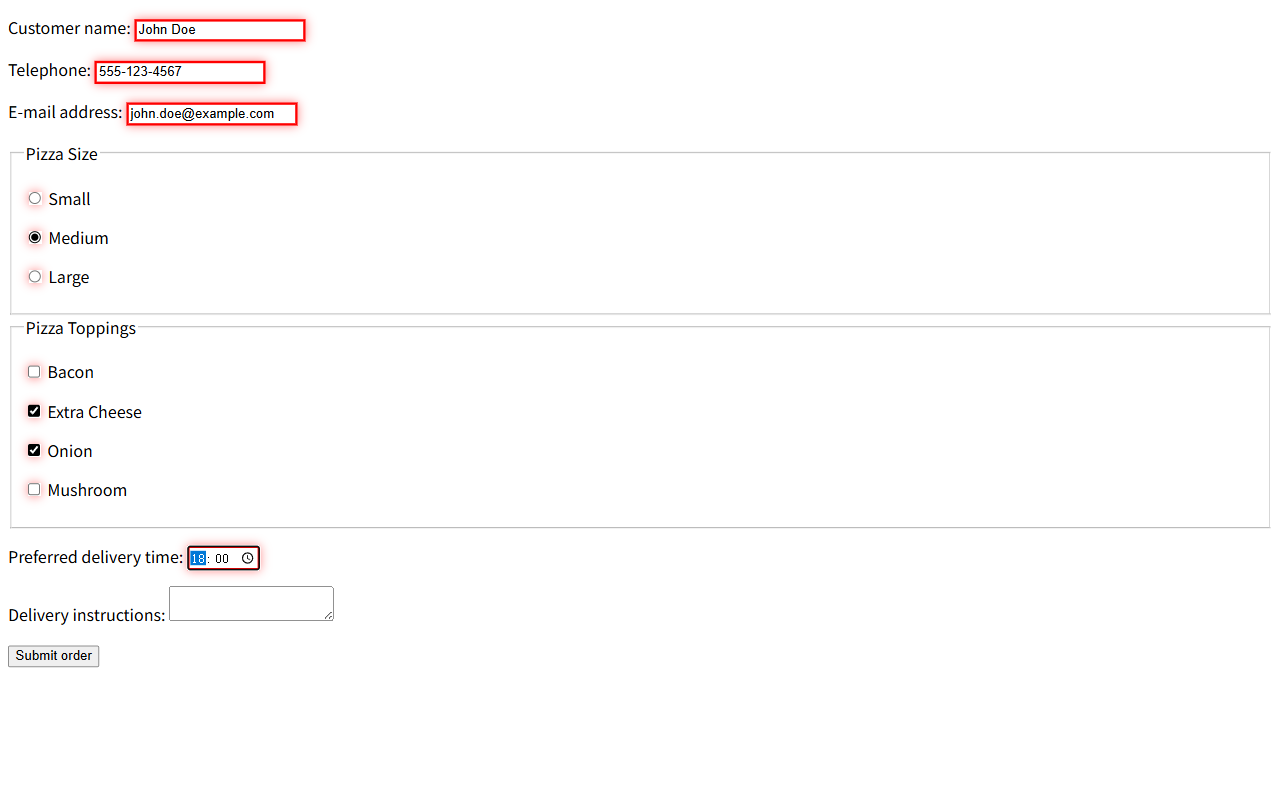 Customer name: John Doe
Telephone: 555-123-4567
E-mail address: john.doe@example.com
Pizza Size
Small
Medium
Large
Pizza Toppings
Bacon
Extra Cheese
Onion
Mushroom
Preferred delivery time: 18:00
Delivery instructions:
Submit order